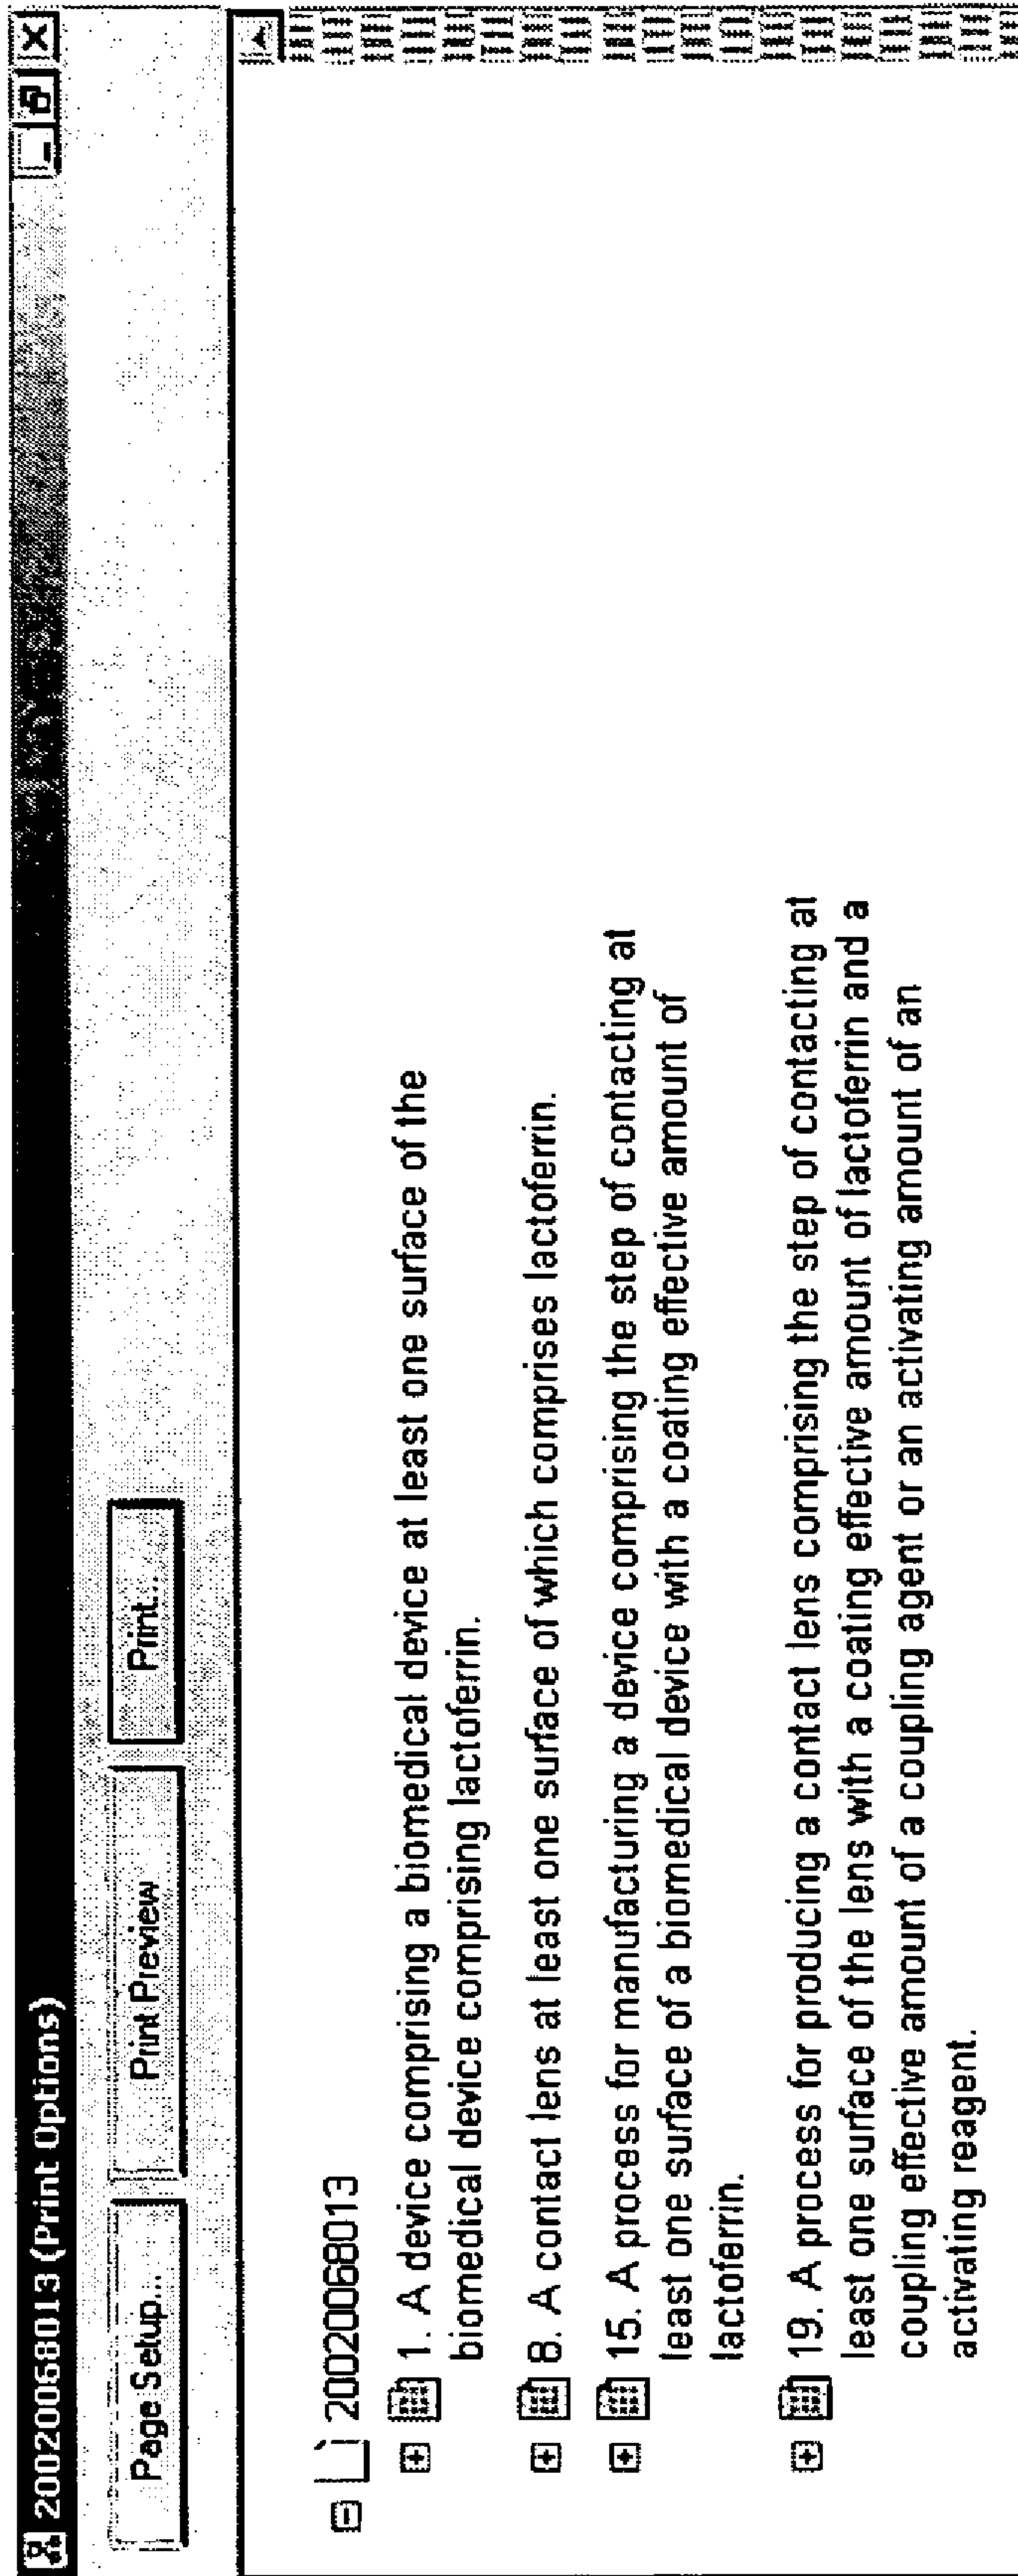 20020068013 (Print Options)
Page Setup...
Print Preview
Print...
20020068013
1. A device comprising a biomedical device at least one surface of the
biomedical device comprising lactoferrin.
8. A contact lens at least one surface of which comprises lactoferrin.
15. A process for manufacturing a device comprising the step of contacting at
least one surface of a biomedical device with a coating effective amount of
lactoferrin.
19. A process for producing a contact lens comprising the step of contacting at
least one surface of the lens with a coating effective amount of lactoferrin and a
coupling effective amount of a coupling agent or an activating amount of an
activating reagent.